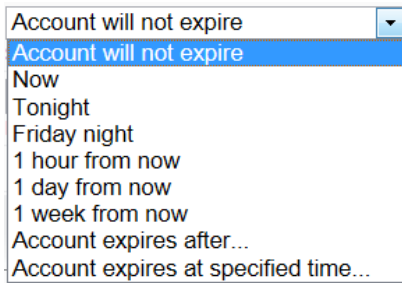 Account will not expire
Account will not expire
Now
Tonight
Friday night
1 hour from now
1 day from now
1 week from now
Account expires after...
Account expires at specified time...